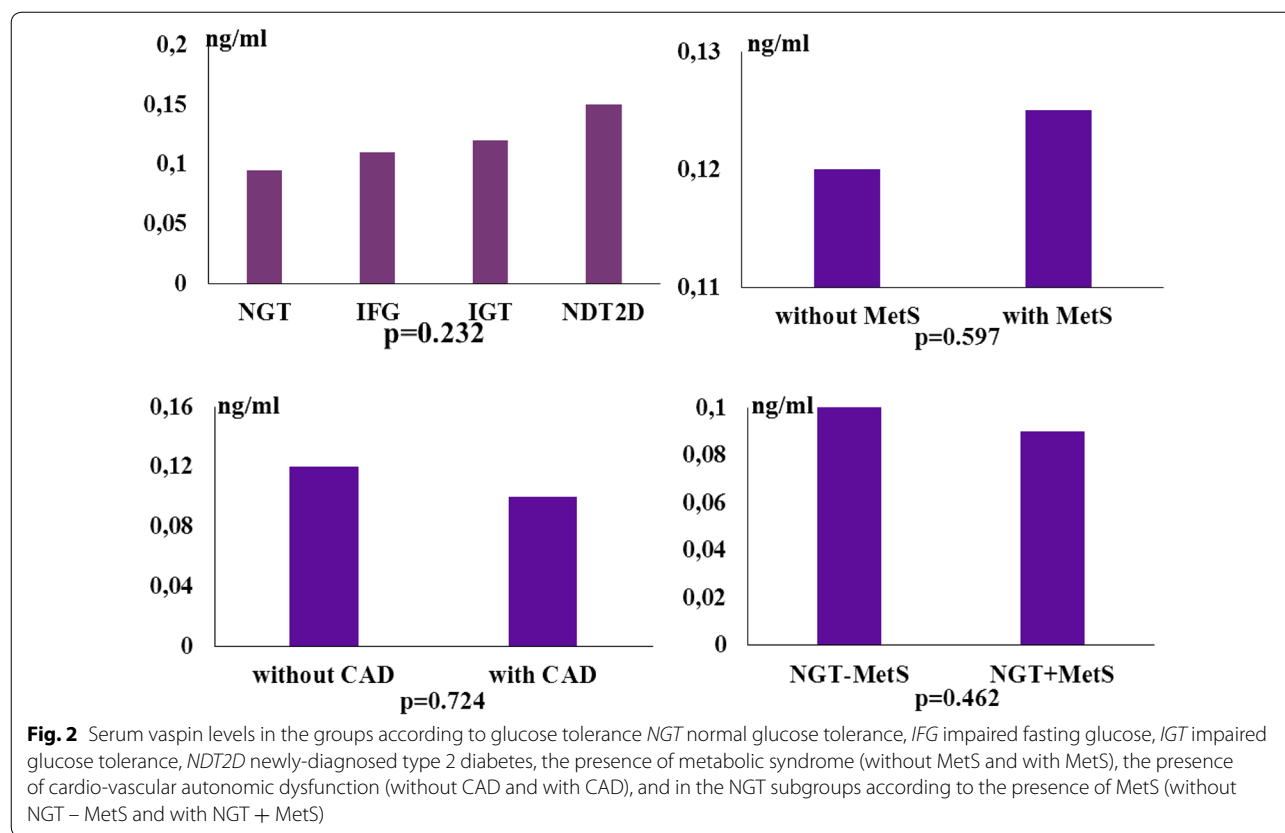 ng/ml
0,2
0,15
0,1
0,05
0
NGT IFG IGT NDT2D
p=0.232
ng/ml
0,13
0,12
0,11
without MetS with MetS
p=0.597
ng/ml
0,16
0,12
0,08
0,04
0
without CAD with CAD
p=0.724
ng/ml
0,1
0,08
0,06
0,04
0,02
0
NGT-MetS NGT+MetS
p=0.462
Fig. 2 Serum vaspin levels in the groups according to glucose tolerance NGT normal glucose tolerance, IFG impaired fasting glucose, IGT impaired
glucose tolerance, NDT2D newly-diagnosed type 2 diabetes, the presence of metabolic syndrome (without MetS and with MetS), the presence
of cardio-vascular autonomic dysfunction (without CAD and with CAD), and in the NGT subgroups according to the presence of MetS (without
NGT – MetS and with NGT + MetS)